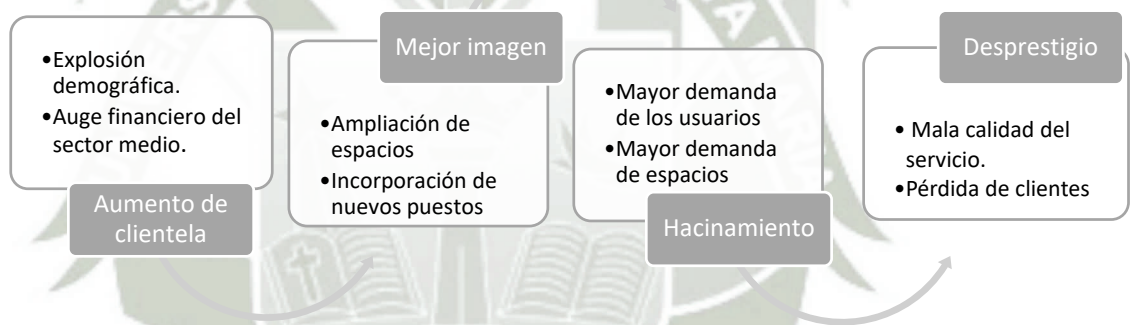 •Explosión
demográfica.
•Auge financiero del
sector medio.
Aumento de
clientela
Mejor imagen
•Ampliación de
espacios
•Incorporación de
nuevos puestos
•Mayor demanda
de los usuarios
•Mayor demanda
de espacios
Hacinamiento
Desprestigio
• Mala calidad del
servicio.
•Pérdida de clientes